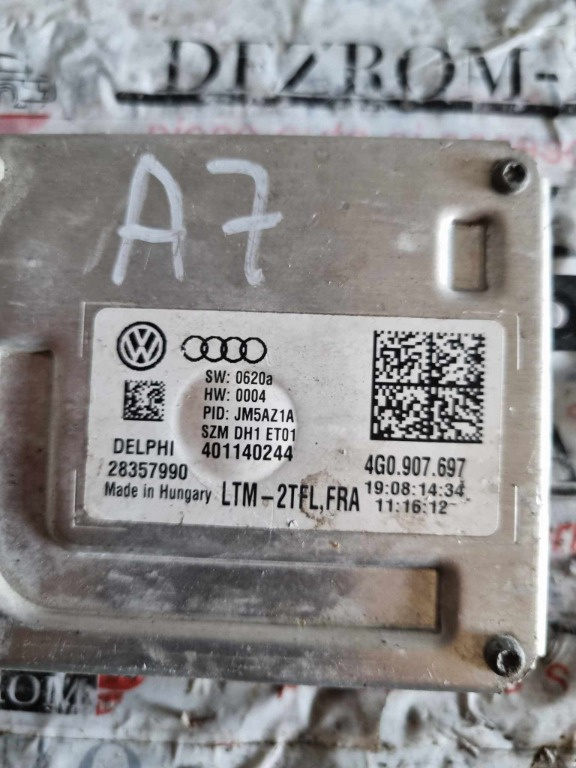 DEZROM-
A7
SW: 0620a
HW: 0004
PID: JM5AZ1A
SZM DH1 ET01
401140244
DELPHI
28357990
Made in Hungary
LTM-2TFL,FRA
4G0.907.697
19:08:14:34
11:16:12
ROM